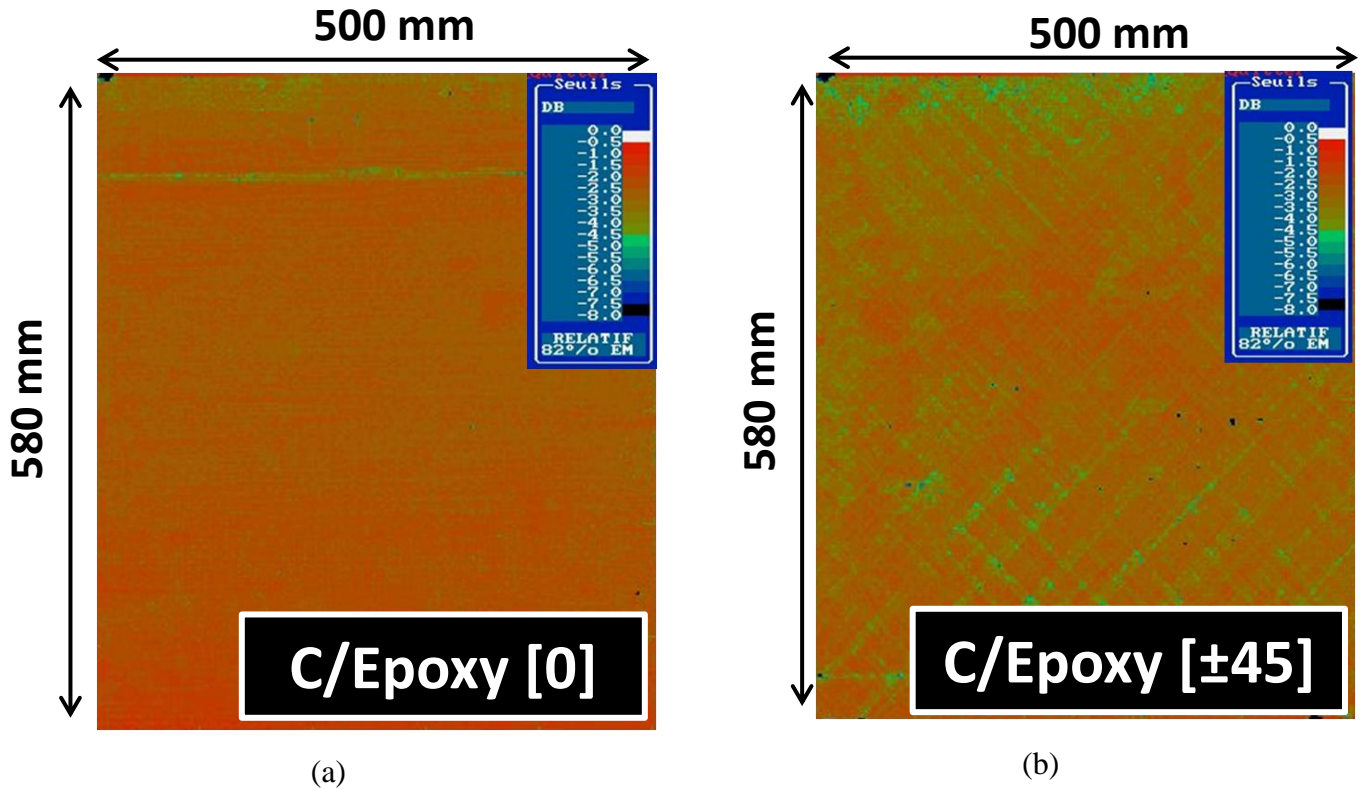 500 mm
500 mm
580 mm
580 mm
Seuils
DB
0.0
-0.5
-1.0
-1.5
-2.0
-2.5
-3.0
-3.5
-4.0
-4.5
-5.0
-5.5
-6.0
-6.5
-7.0
-7.5
-8.0
RELATIF
82°/o EM
Seuils
DB
0.0
-0.5
-1.0
-1.5
-2.0
-2.5
-3.0
-3.5
-4.0
-4.5
-5.0
-5.5
-6.0
-6.5
-7.0
-7.5
-8.0
RELATIF
82°/o EM
C/Epoxy [0]
C/Epoxy [±45]
(a)
(b)